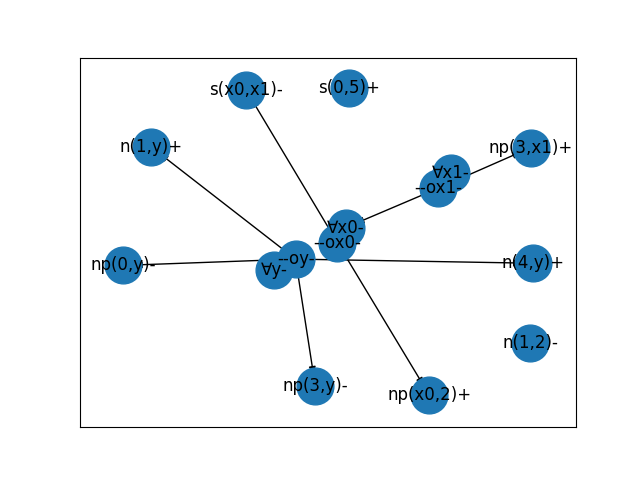 s(x0,x1)-
s(0,5)+
n(1,y)+
np(3,x1)+
∀x1-
--ox1-
∀x0-
--ox0-
--oy-
∀y-
np(0,y)-
n(4,y)+
n(1,2)-
np(3,y)-
np(x0,2)+